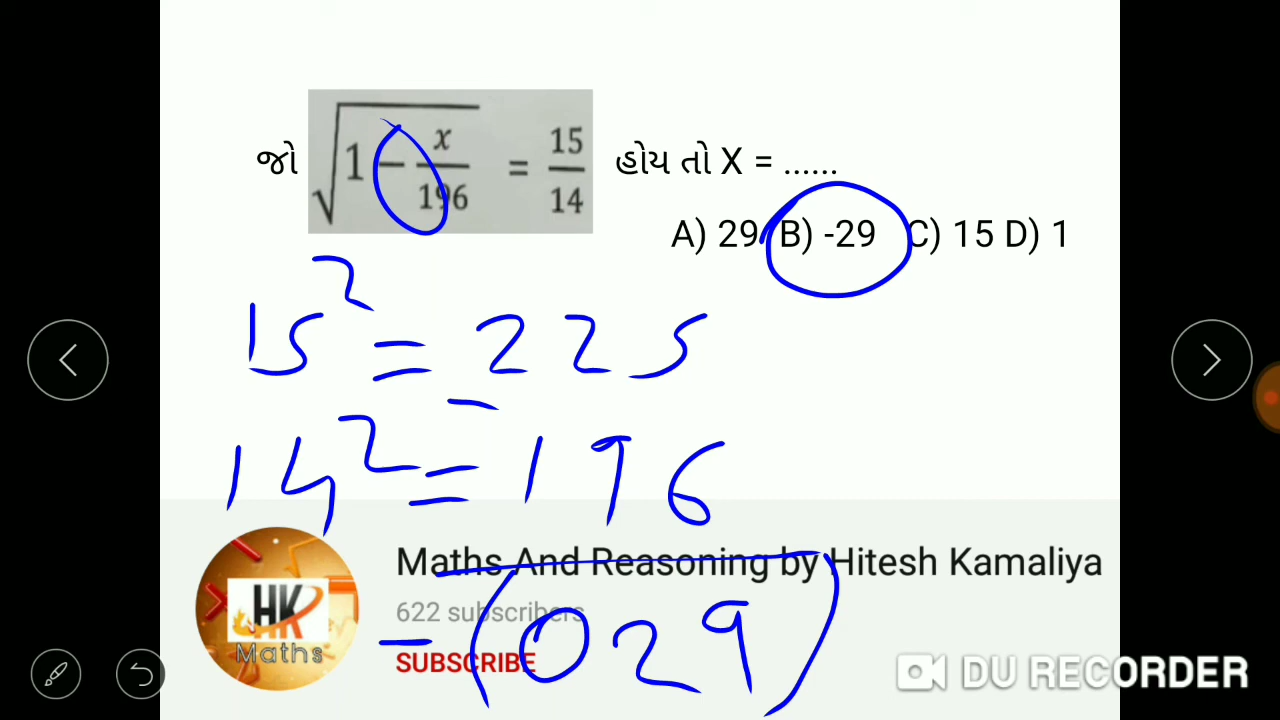 જો √1 − x/196 = 15/14 હોય તો X = ......
A) 29 B) -29 C) 15 D) 1
15² = 225
14² = 196
Maths And Reasoning by Hitesh Kamaliya
622 subscribers
- (029)
SUBSCRIBE
HK
Maths
DU RECORDER